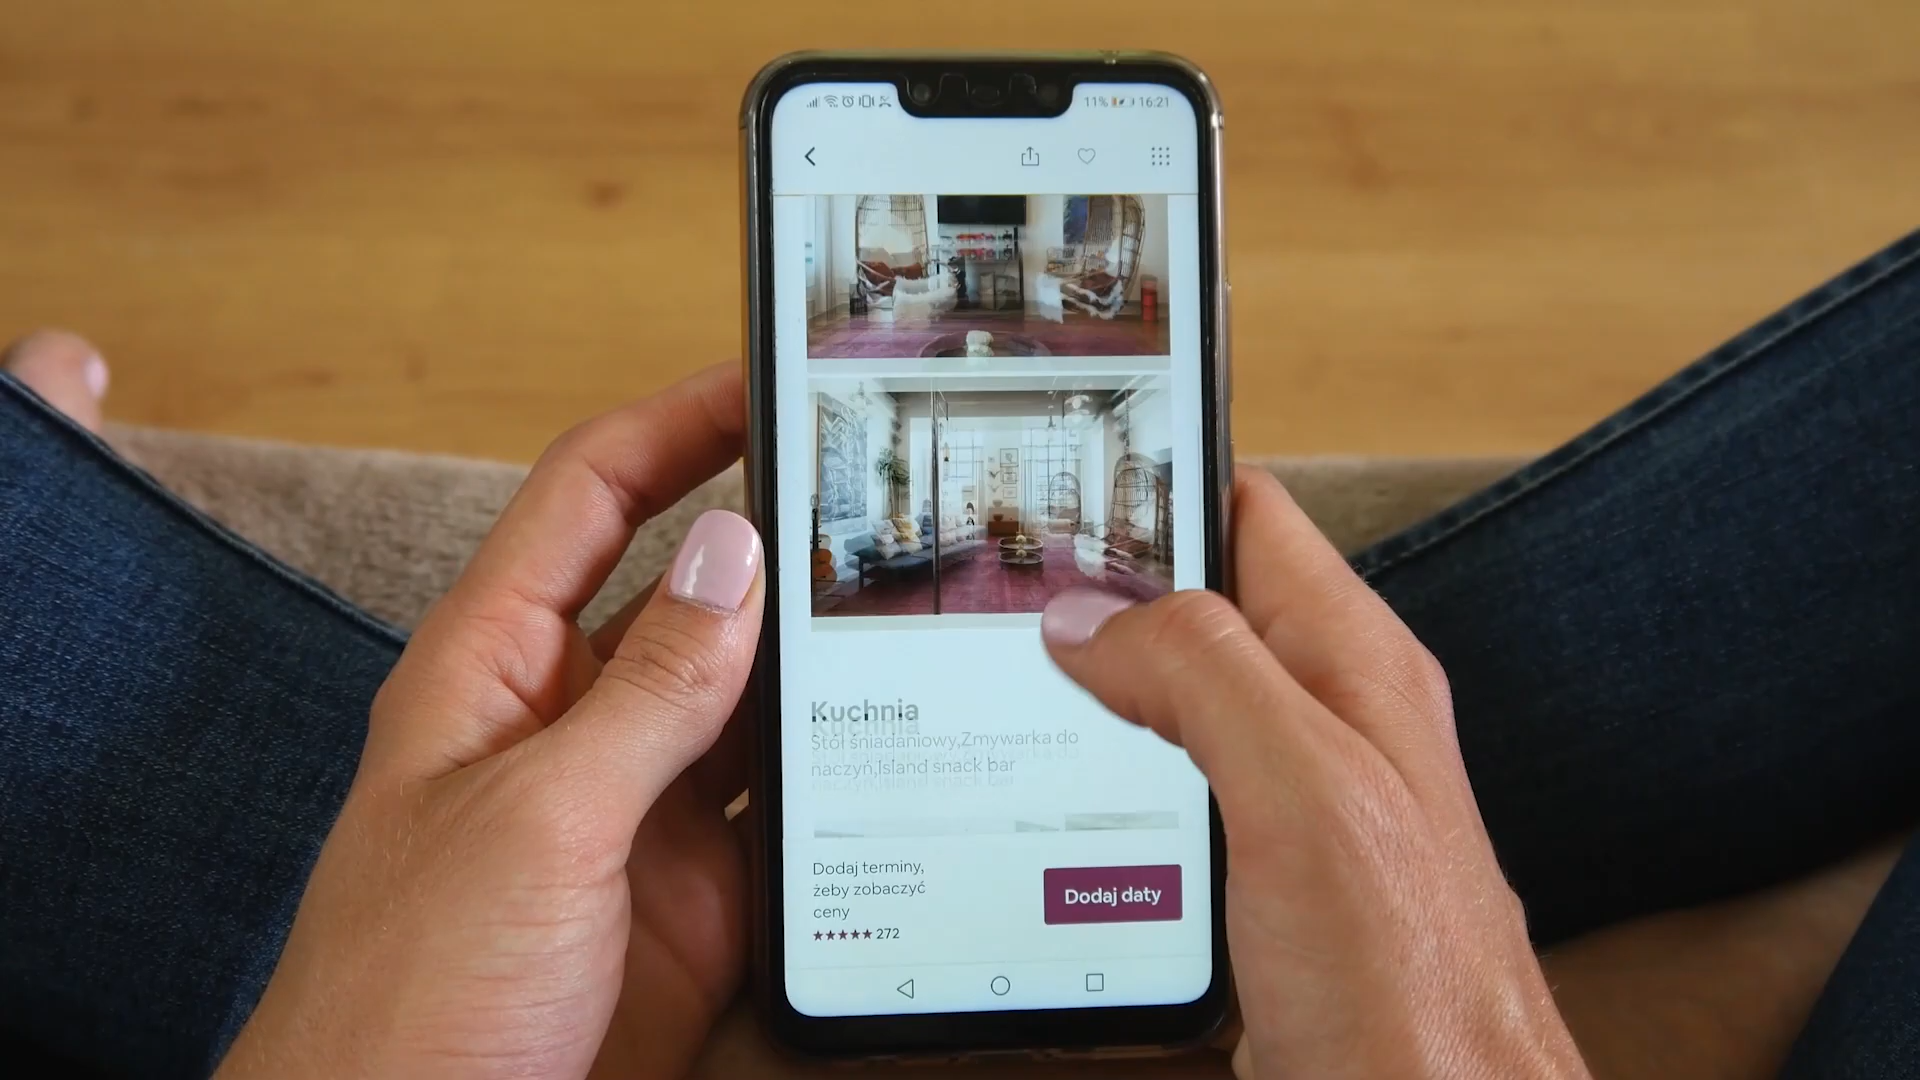 11% 16:21
Kuchnia
Stół śniadaniowy,Zmywarka do
naczyń,Island snack bar
Dodaj terminy,
żeby zobaczyć
ceny
★★★★★ 272
Dodaj daty